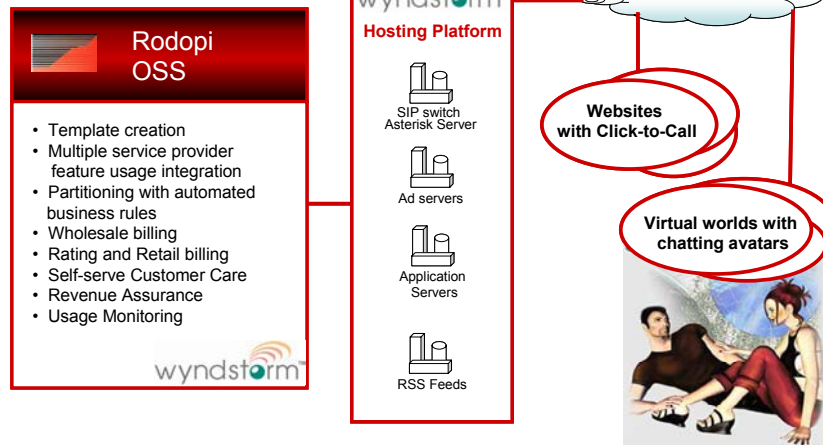 Rodopi
OSS
• Template creation
• Multiple service provider
feature usage integration
• Partitioning with automated
business rules
• Wholesale billing
• Rating and Retail billing
• Self-serve Customer Care
• Revenue Assurance
• Usage Monitoring
wyndstorm™
wyndstorm
Hosting Platform
SIP switch
Asterisk Server
Ad servers
Application
Servers
RSS Feeds
Websites
with Click-to-Call
Virtual worlds with
chatting avatars